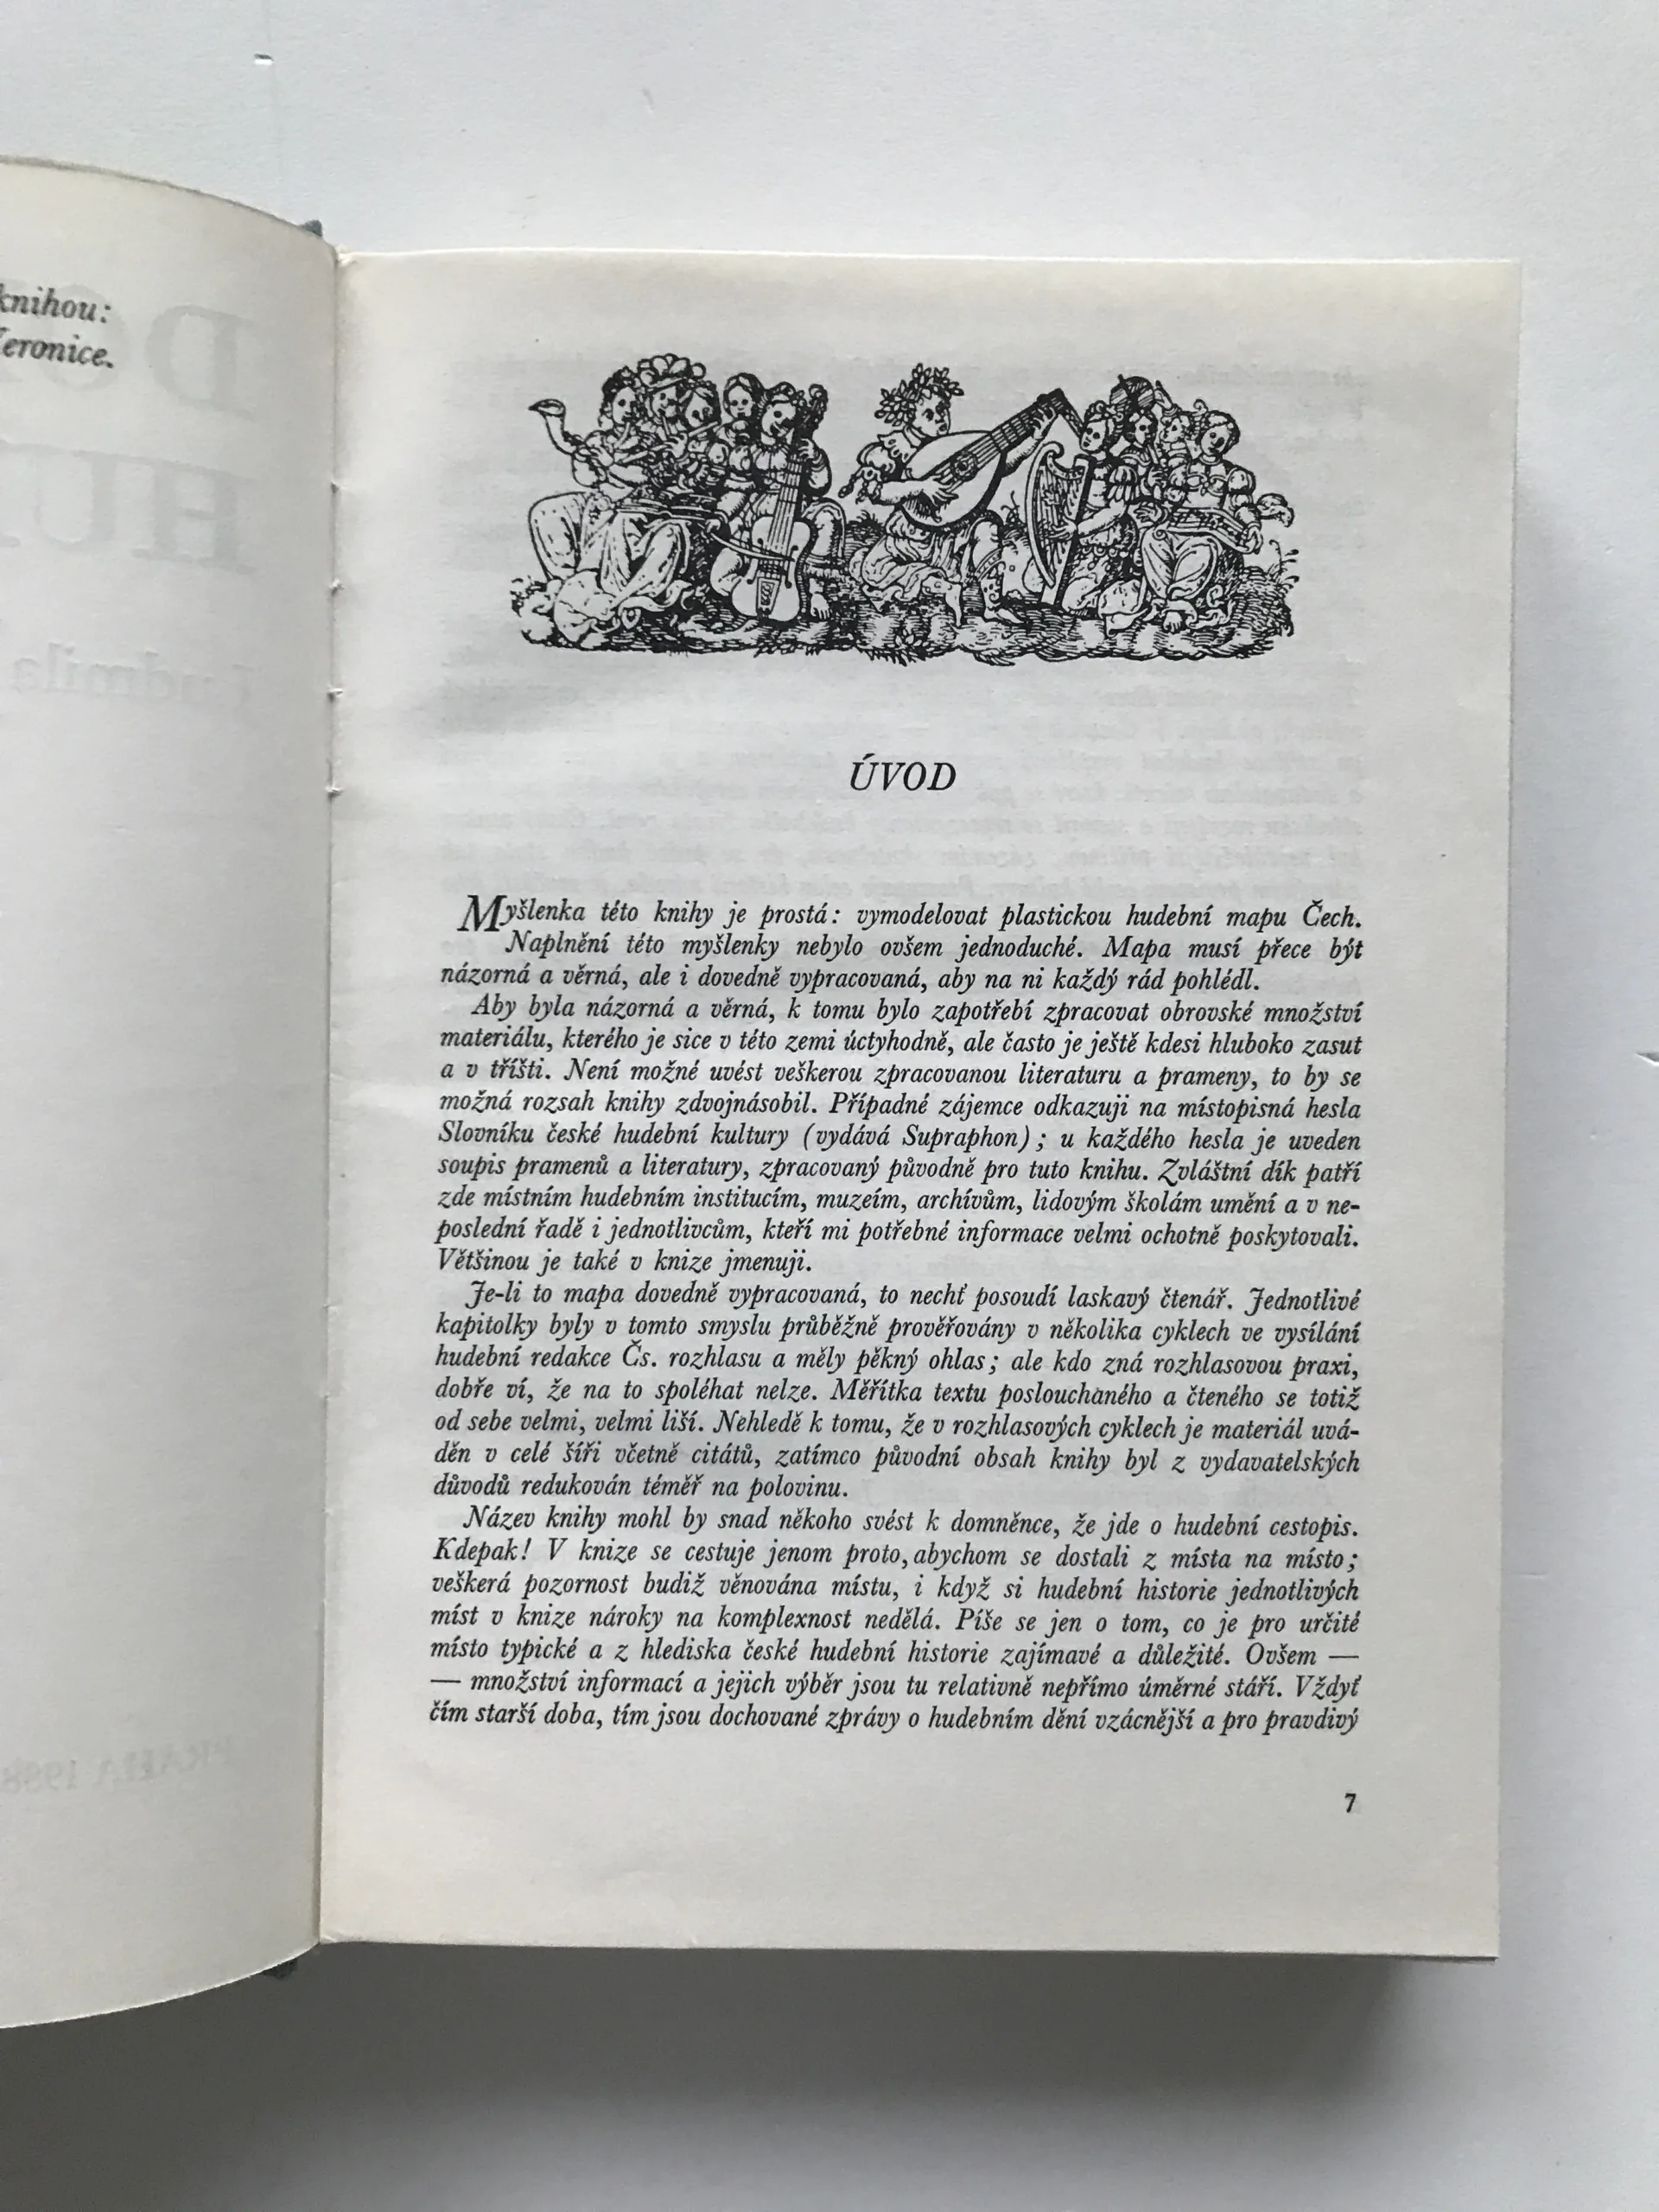 knihou:
eronice.
ÚVOD
Myšlenka této knihy je prostá: vymodelovat plastickou hudební mapu Čech.
Naplnění této myšlenky nebylo ovšem jednoduché. Mapa musí přece být
názorná a věrná, ale i dovedně vypracovaná, aby na ni každý rád pohlédl.
Aby byla názorná a věrná, k tomu bylo zapotřebí zpracovat obrovské množství
materiálu, kterého je sice v této zemi úctyhodně, ale často je ještě kdesi hluboko zasut
a v tříšti. Není možné uvést veškerou zpracovanou literaturu a prameny, to by se
možná rozsah knihy zdvojnásobil. Případné zájemce odkazuji na místopisná hesla
Slovníku české hudební kultury (vydává Supraphon); u každého hesla je uveden
soupis pramenů a literatury, zpracovaný původně pro tuto knihu. Zvláštní dík patří
zde místním hudebním institucím, muzeím, archívům, lidovým školám umění a v ne-
poslední řadě i jednotlivcům, kteří mi potřebné informace velmi ochotně poskytovali.
Většinou je také v knize jmenuji.
Je-li to mapa dovedně vypracovaná, to nechť posoudí laskavý čtenář. Jednotlivé
kapitolky byly v tomto smyslu průběžně prověřovány v několika cyklech ve vysílání
hudební redakce Čs. rozhlasu a měly pěkný ohlas; ale kdo zná rozhlasovou praxi,
dobře ví, že na to spoléhat nelze. Měřítka textu poslouchaného a čteného se totiž
od sebe velmi, velmi liší. Nehledě k tomu, že v rozhlasových cyklech je materiál uvá-
děn v celé šíři včetně citátů, zatímco původní obsah knihy byl z vydavatelských
důvodů redukován téměř na polovinu.
Název knihy mohl by snad někoho svést k domněnce, že jde o hudební cestopis.
Kdepak! V knize se cestuje jenom proto, abychom se dostali z místa na místo;
veškerá pozornost budiž věnována místu, i když si hudební historie jednotlivých
míst v knize nároky na komplexnost nedělá. Píše se jen o tom, co je pro určité
místo typické a z hlediska české hudební historie zajímavé a důležité. Ovšem —
— množství informací a jejich výběr jsou tu relativně nepřímo úměrné stáří. Vždyť
čím starší doba, tím jsou dochované zprávy o hudebním dění vzácnější a pro pravdivý
7